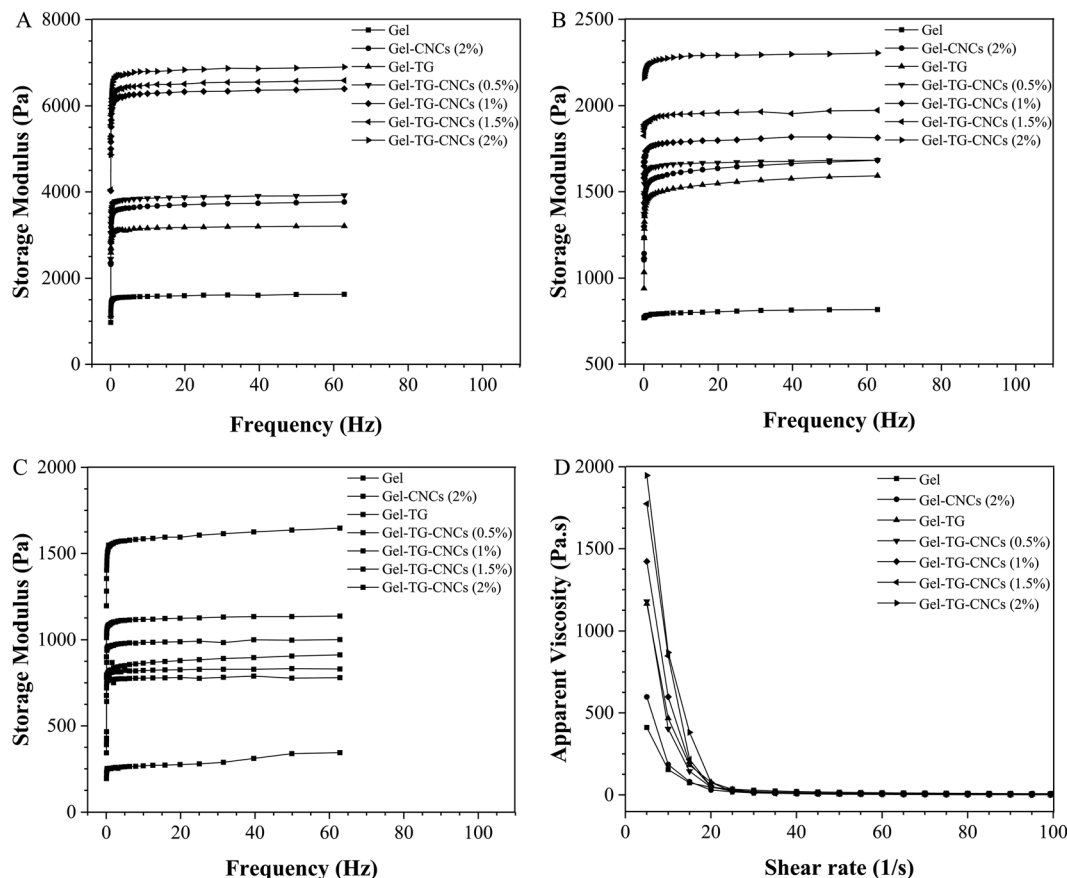 A
8000
6000
4000
2000
0
0
20
40
60
80
100
Storage Modulus (Pa)
Frequency (Hz)
Gel
Gel-CNCs (2%)
Gel-TG
Gel-TG-CNCs (0.5%)
Gel-TG-CNCs (1%)
Gel-TG-CNCs (1.5%)
Gel-TG-CNCs (2%)
B
2500
2000
1500
1000
500
0
20
40
60
80
100
Storage Modulus (Pa)
Frequency (Hz)
Gel
Gel-CNCs (2%)
Gel-TG
Gel-TG-CNCs (0.5%)
Gel-TG-CNCs (1%)
Gel-TG-CNCs (1.5%)
Gel-TG-CNCs (2%)
C
2000
1500
1000
500
0
0
20
40
60
80
100
Storage Modulus (Pa)
Frequency (Hz)
Gel
Gel-CNCs (2%)
Gel-TG
Gel-TG-CNCs (0.5%)
Gel-TG-CNCs (1%)
Gel-TG-CNCs (1.5%)
Gel-TG-CNCs (2%)
D
2000
1500
1000
500
0
0
20
40
60
80
100
Apparent Viscosity (Pa.s)
Shear rate (1/s)
Gel
Gel-CNCs (2%)
Gel-TG
Gel-TG-CNCs (0.5%)
Gel-TG-CNCs (1%)
Gel-TG-CNCs (1.5%)
Gel-TG-CNCs (2%)